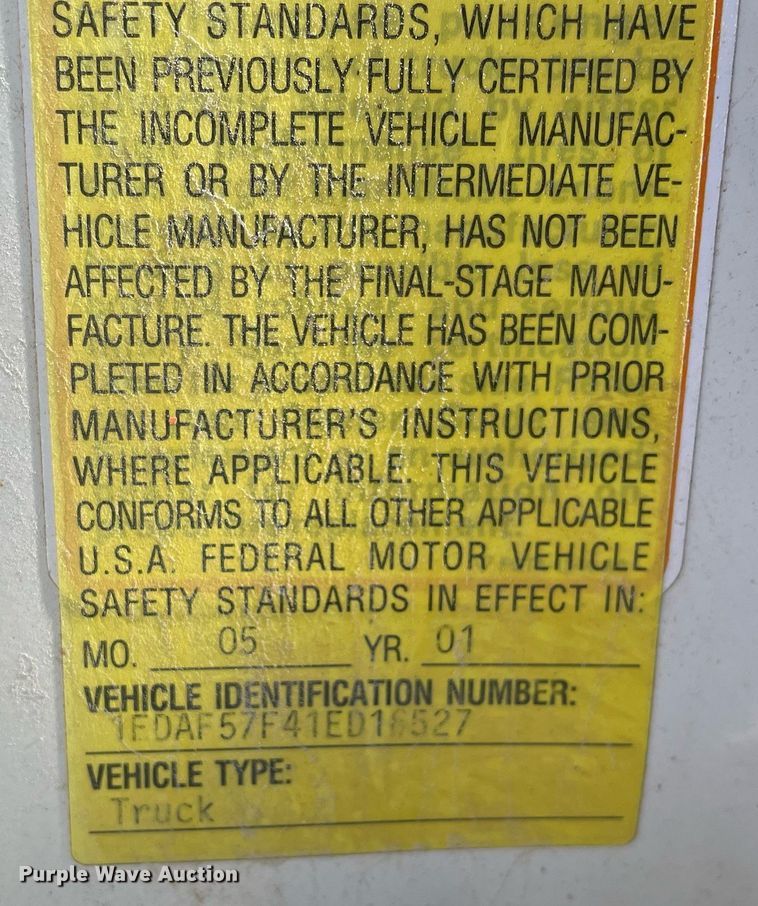 SAFETY STANDARDS, WHICH HAVE
BEEN PREVIOUSLY FULLY CERTIFIED BY
THE INCOMPLETE VEHICLE MANUFAC-
TURER OR BY THE INTERMEDIATE VE-
HICLE MANUFACTURER, HAS NOT BEEN
AFFECTED BY THE FINAL-STAGE MANU-
FACTURE. THE VEHICLE HAS BEEN COM-
PLETED IN ACCORDANCE WITH PRIOR
MANUFACTURER'S INSTRUCTIONS,
WHERE APPLICABLE. THIS VEHICLE
CONFORMS TO ALL OTHER APPLICABLE
U.S.A. FEDERAL MOTOR VEHICLE
SAFETY STANDARDS IN EFFECT IN:
MO. 05 YR. 01
VEHICLE IDENTIFICATION NUMBER:
1FDAF57F41ED16527
VEHICLE TYPE:
Truck
Purple Wave Auction